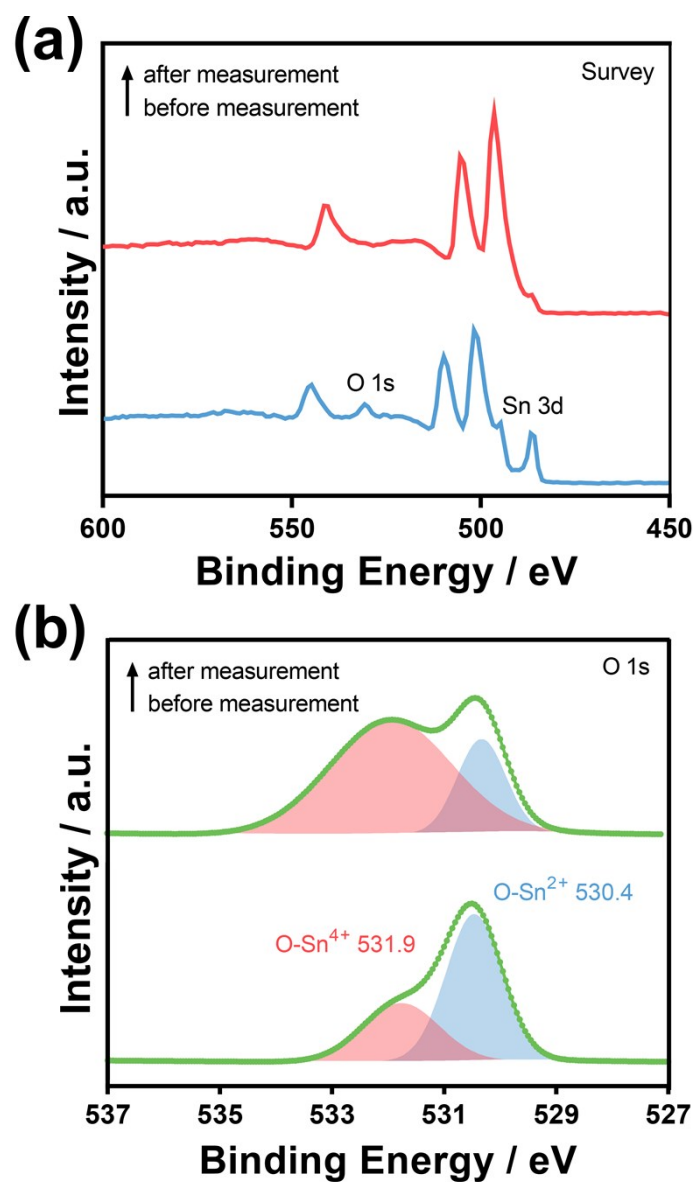 (a)
after measurement
before measurement
Survey
O 1s
Sn 3d
Intensity / a.u.
600 550 500 450
Binding Energy / eV
(b)
after measurement
before measurement
O 1s
O-Sn²⁺ 530.4
O-Sn⁴⁺ 531.9
Intensity / a.u.
537 535 533 531 529 527
Binding Energy / eV